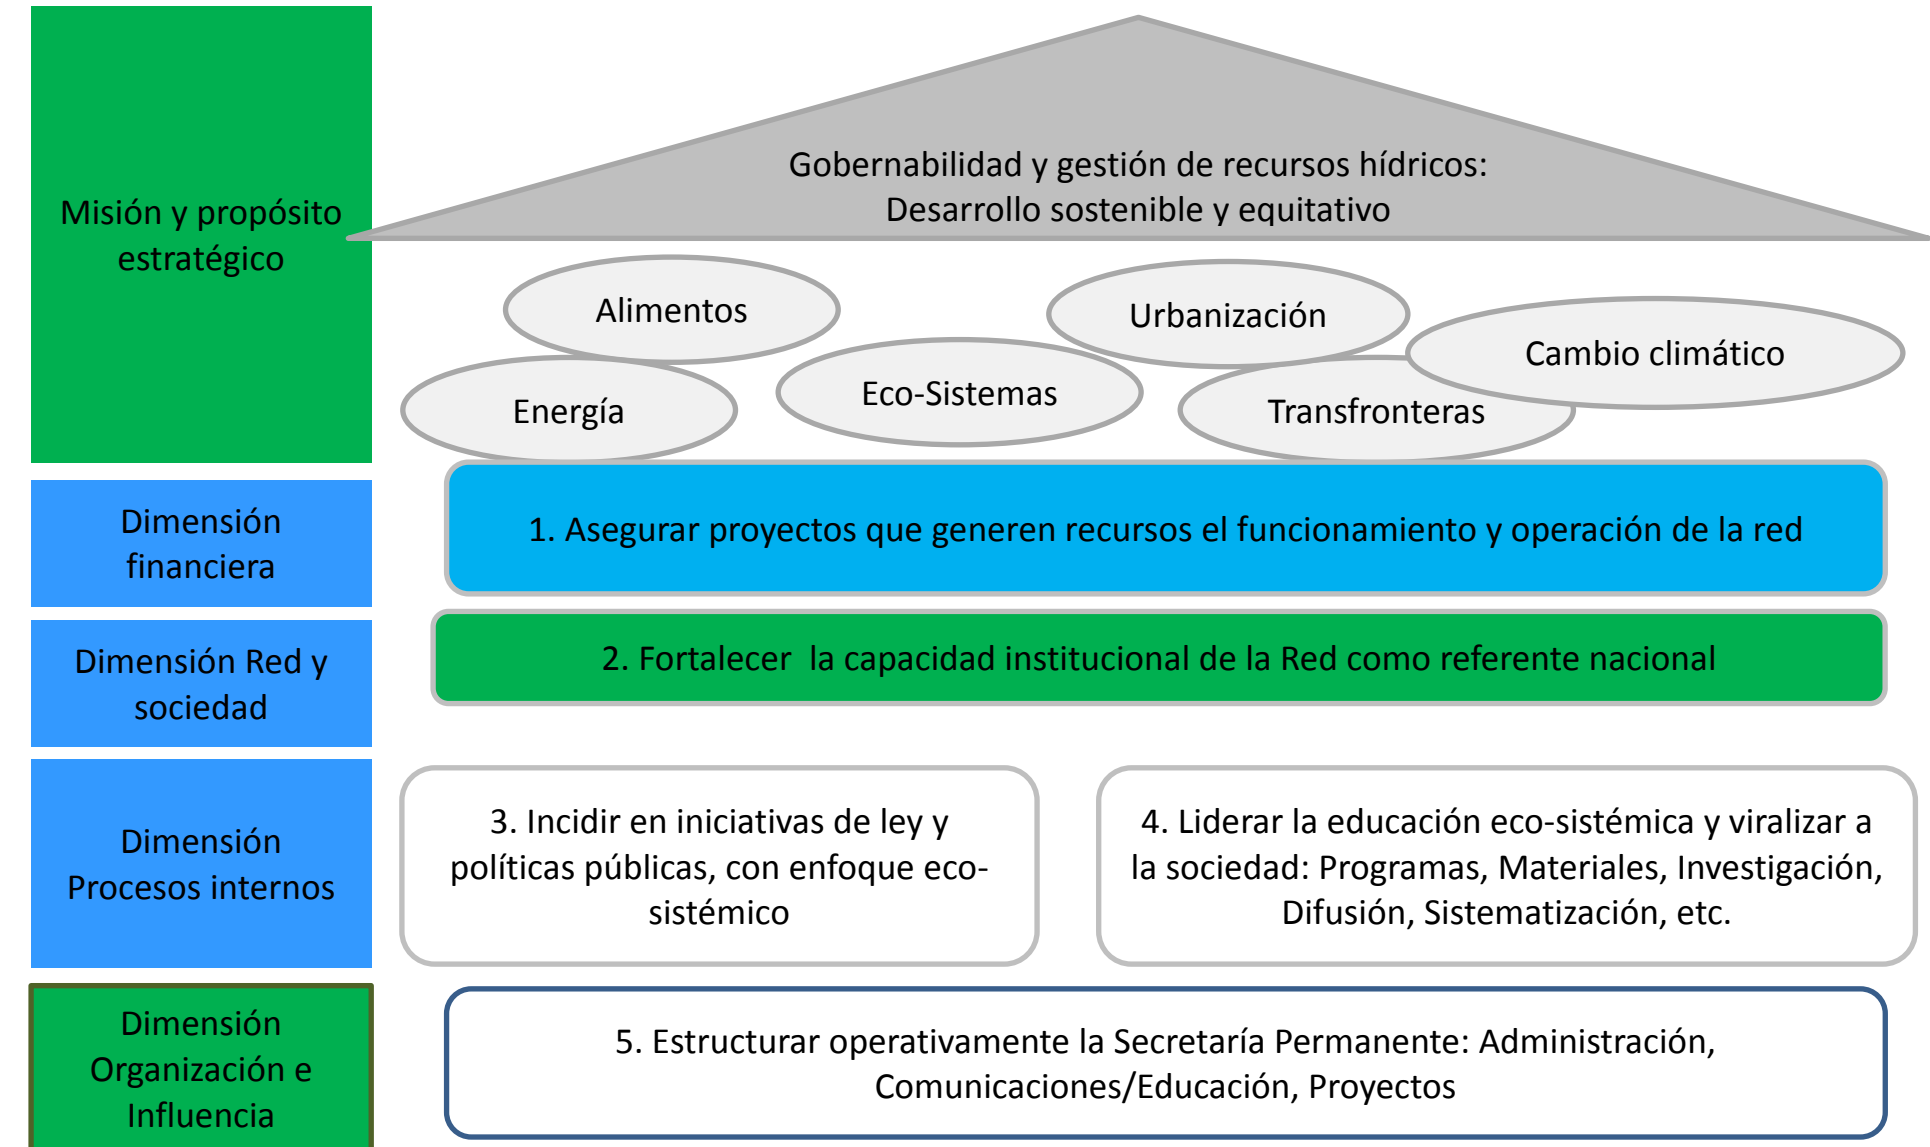 Misión y propósito
estratégico
Gobernabilidad y gestión de recursos hídricos:
Desarrollo sostenible y equitativo
Alimentos
Urbanización
Cambio climático
Eco-Sistemas
Energía
Transfronteras
Dimensión
financiera
1. Asegurar proyectos que generen recursos el funcionamiento y operación de la red
Dimensión Red y
sociedad
2. Fortalecer  la capacidad institucional de la Red como referente nacional
Dimensión
Procesos internos
3. Incidir en iniciativas de ley y
políticas públicas, con enfoque eco-
sistémico
4. Liderar la educación eco-sistémica y viralizar a
la sociedad: Programas, Materiales, Investigación,
Difusión, Sistematización, etc.
Dimensión
Organización e
Influencia
5. Estructurar operativamente la Secretaría Permanente: Administración,
Comunicaciones/Educación, Proyectos